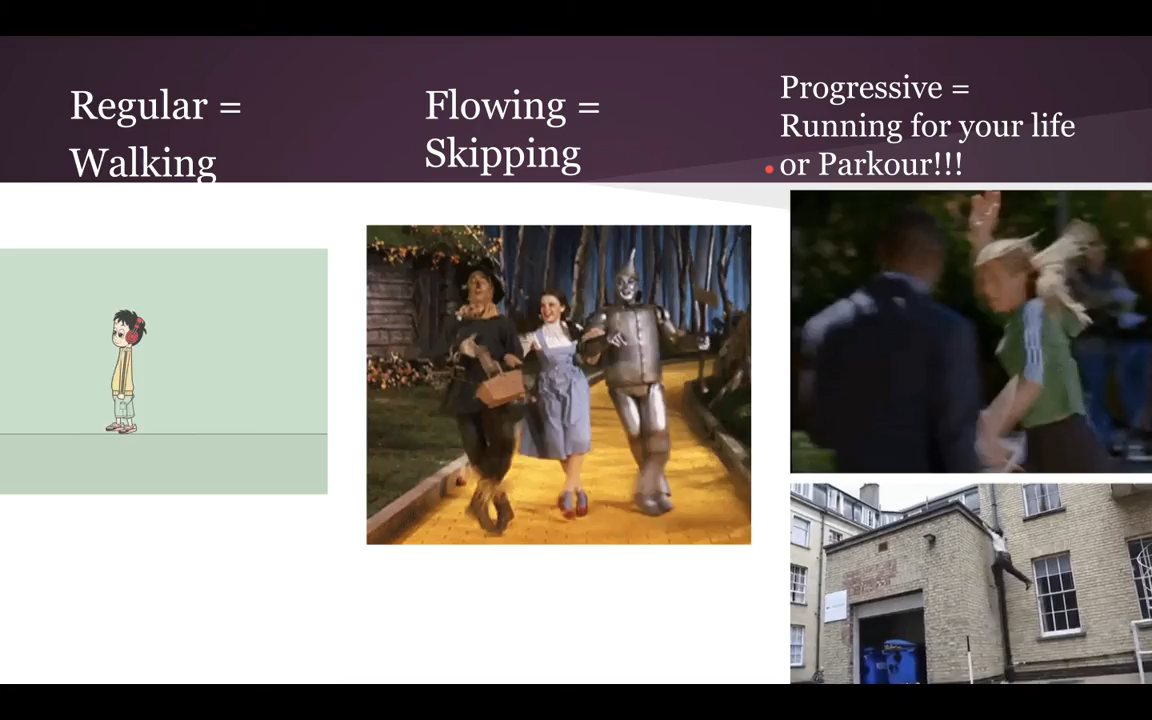 Regular =
Walking
Flowing =
Skipping
Progressive =
Running for your life
or Parkour!!!